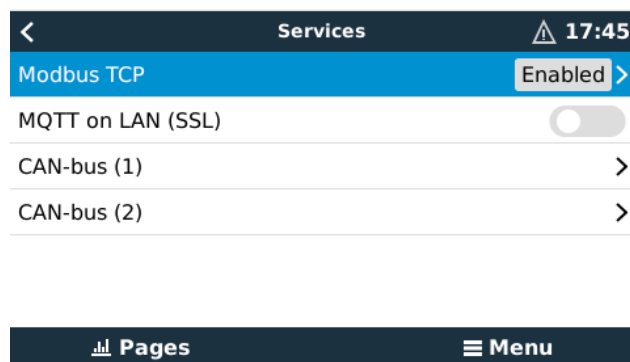 Services 17:45
Modbus TCP Enabled
MQTT on LAN (SSL)
CAN-bus (1)
CAN-bus (2)
Pages Menu